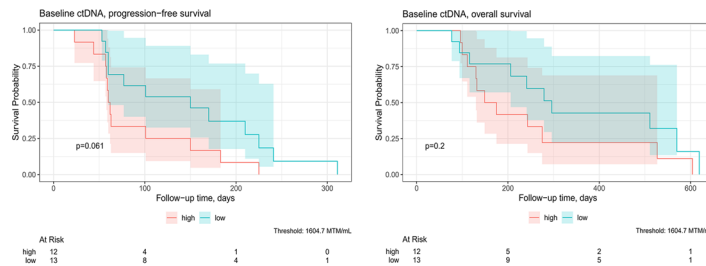 Baseline ctDNA, progression-free survival
1.00
0.75
0.50
0.25
0.00
Survival Probability
p=0.061
0 100 200 300
Follow-up time, days
high low
Threshold: 1604.7 MTM/mL
At Risk
high 12 4 1 0
low 13 8 4 1
Baseline ctDNA, overall survival
1.00
0.75
0.50
0.25
0.00
Survival Probability
p=0.2
0 200 400 600
Follow-up time, days
high low
Threshold: 1604.7 MTM/m
At Risk
high 12 5 2 1
low 13 9 5 1